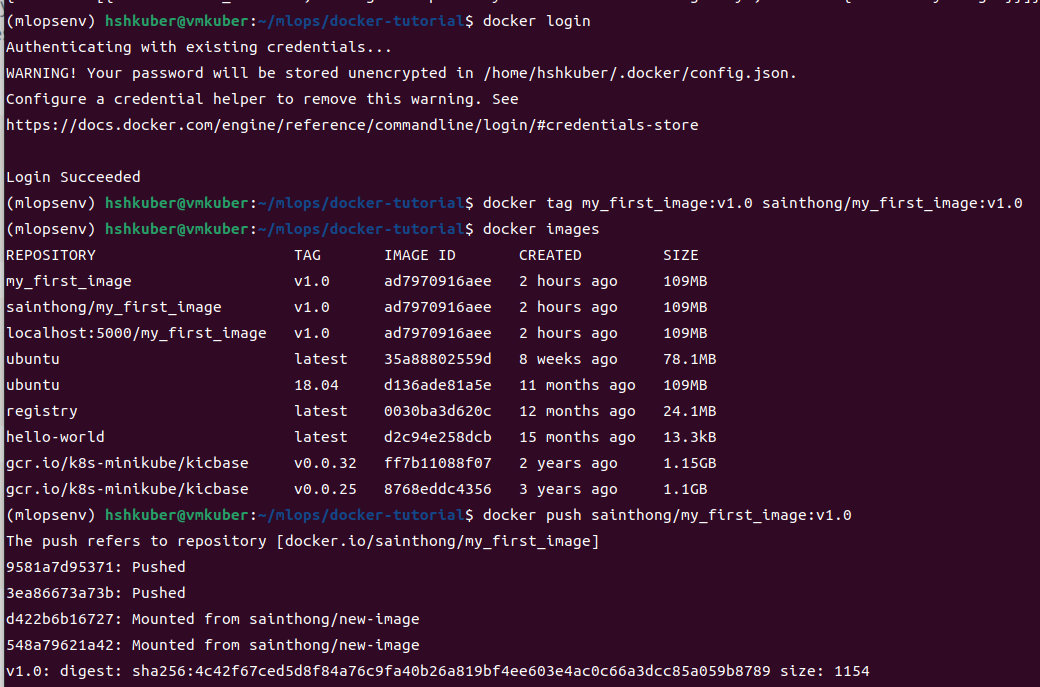 (mlopsenv) hshkuber@vmkuber:~/mlops/docker-tutorial$ docker login
Authenticating with existing credentials...
WARNING! Your password will be stored unencrypted in /home/hshkuber/.docker/config.json.
Configure a credential helper to remove this warning. See
https://docs.docker.com/engine/reference/commandline/login/#credentials-store
Login Succeeded
(mlopsenv) hshkuber@vmkuber:~/mlops/docker-tutorial$ docker tag my_first_image:v1.0 sainthong/my_first_image:v1.0
(mlopsenv) hshkuber@vmkuber:~/mlops/docker-tutorial$ docker images
REPOSITORY TAG IMAGE ID CREATED SIZE
my_first_image v1.0 ad7970916aee 2 hours ago 109MB
sainthong/my_first_image v1.0 ad7970916aee 2 hours ago 109MB
localhost:5000/my_first_image v1.0 ad7970916aee 2 hours ago 109MB
ubuntu latest 35a88802559d 8 weeks ago 78.1MB
ubuntu 18.04 d136ade81a5e 11 months ago 109MB
registry latest 0030ba3d620c 12 months ago 24.1MB
hello-world latest d2c94e258dcb 15 months ago 13.3kB
gcr.io/k8s-minikube/kicbase v0.0.32 ff7b11088f07 2 years ago 1.15GB
gcr.io/k8s-minikube/kicbase v0.0.25 8768eddc4356 3 years ago 1.1GB
(mlopsenv) hshkuber@vmkuber:~/mlops/docker-tutorial$ docker push sainthong/my_first_image:v1.0
The push refers to repository [docker.io/sainthong/my_first_image]
9581a7d95371: Pushed
3ea86673a73b: Pushed
d422b6b16727: Mounted from sainthong/new-image
548a79621a42: Mounted from sainthong/new-image
v1.0: digest: sha256:4c42f67ced5d8f84a76c9fa40b26a819bf4ee603e4ac0c66a3dcc85a059b8789 size: 1154